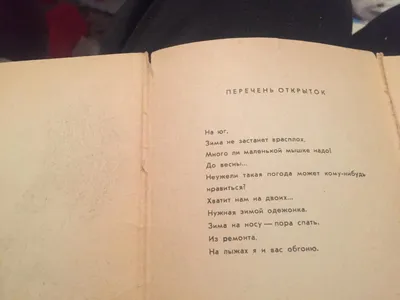 ПЕРЕЧЕНЬ ОТКРЫТОК
На юг.
Зима не застанет врасплох,
Много ли маленькой мышке надо!
До весны...
Неужели такая погода может кому-нибудь
нравиться?
Хватит нам на двоих...
Нужная зимой одежонка.
Зима на носу — пора спать.
Из ремонта.
На лыжах я и вас обгоню.